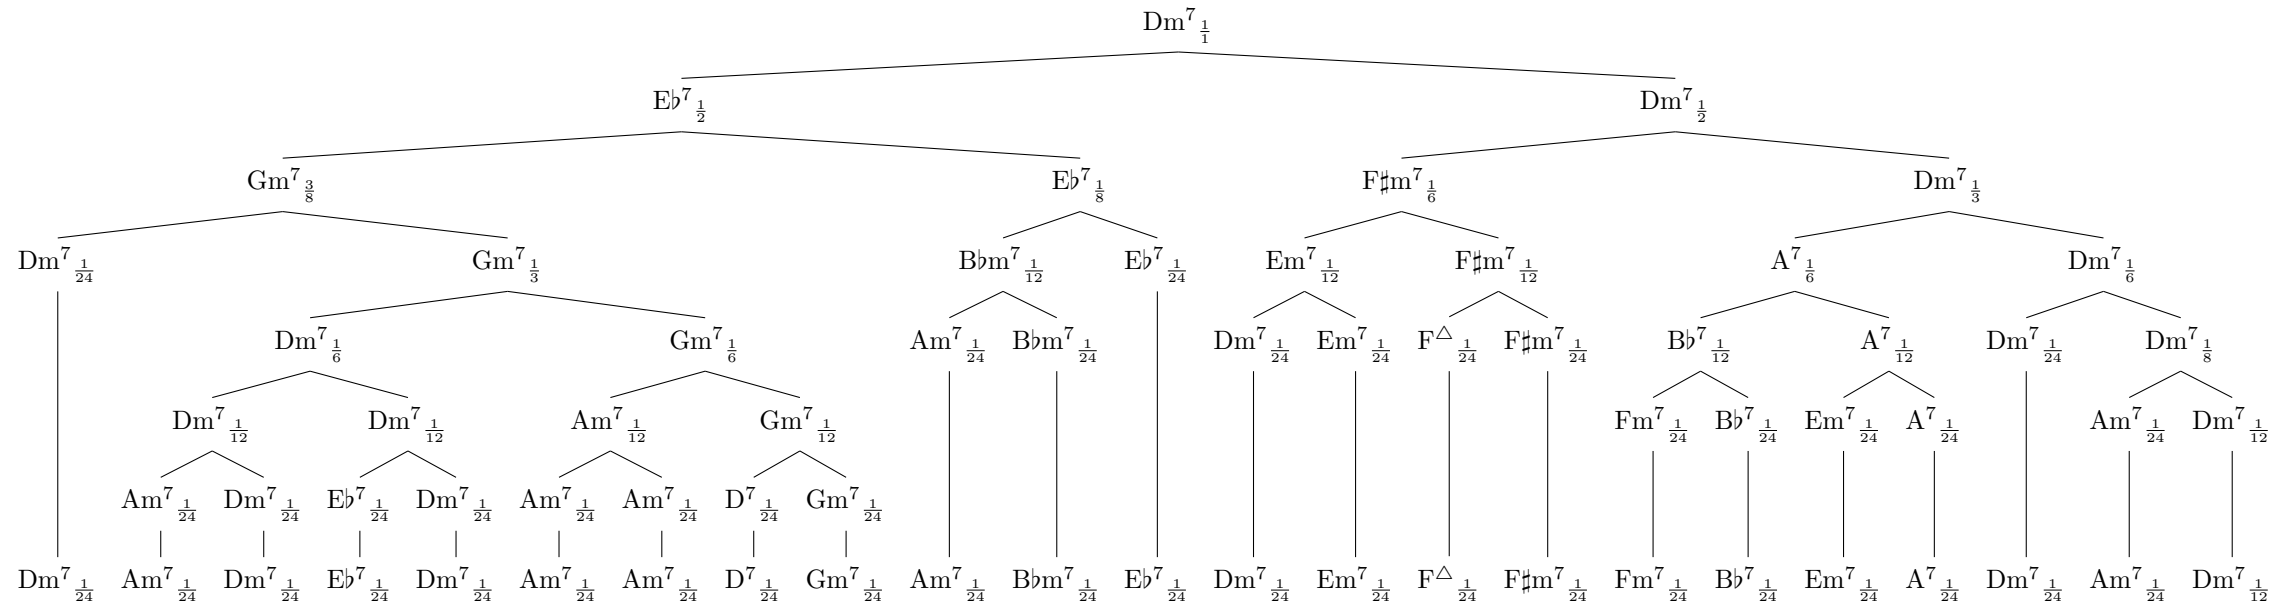 Dm⁷ 1/1
E♭⁷ 1/2 Dm⁷ 1/2
Gm⁷ 3/8 E♭⁷ 1/8 F♯m⁷ 1/6 Dm⁷ 1/3
Dm⁷ 1/24 Gm⁷ 1/3 B♭m⁷ 1/12 E♭⁷ 1/24 Em⁷ 1/12 F♯m⁷ 1/12 A⁷ 1/6 Dm⁷ 1/6
Dm⁷ 1/6 Gm⁷ 1/6 Am⁷ 1/24 B♭m⁷ 1/24 Dm⁷ 1/24 Em⁷ 1/24 F△ 1/24 F♯m⁷ 1/24 B♭⁷ 1/12 A⁷ 1/12 Dm⁷ 1/24 Dm⁷ 1/8
Dm⁷ 1/12 Dm⁷ 1/12 Am⁷ 1/12 Gm⁷ 1/12 Fm⁷ 1/24 B♭⁷ 1/24 Em⁷ 1/24 A⁷ 1/24 Am⁷ 1/24 Dm⁷ 1/12
Am⁷ 1/24 Dm⁷ 1/24 E♭⁷ 1/24 Dm⁷ 1/24 Am⁷ 1/24 Am⁷ 1/24 D⁷ 1/24 Gm⁷ 1/24
Dm⁷ 1/24 Am⁷ 1/24 Dm⁷ 1/24 E♭⁷ 1/24 Dm⁷ 1/24 Am⁷ 1/24 Am⁷ 1/24 D⁷ 1/24 Gm⁷ 1/24 Am⁷ 1/24 B♭m⁷ 1/24 E♭⁷ 1/24 Dm⁷ 1/24 Em⁷ 1/24 F△ 1/24 F♯m⁷ 1/24 Fm⁷ 1/24 B♭⁷ 1/24 Em⁷ 1/24 A⁷ 1/24 Dm⁷ 1/24 Am⁷ 1/24 Dm⁷ 1/12